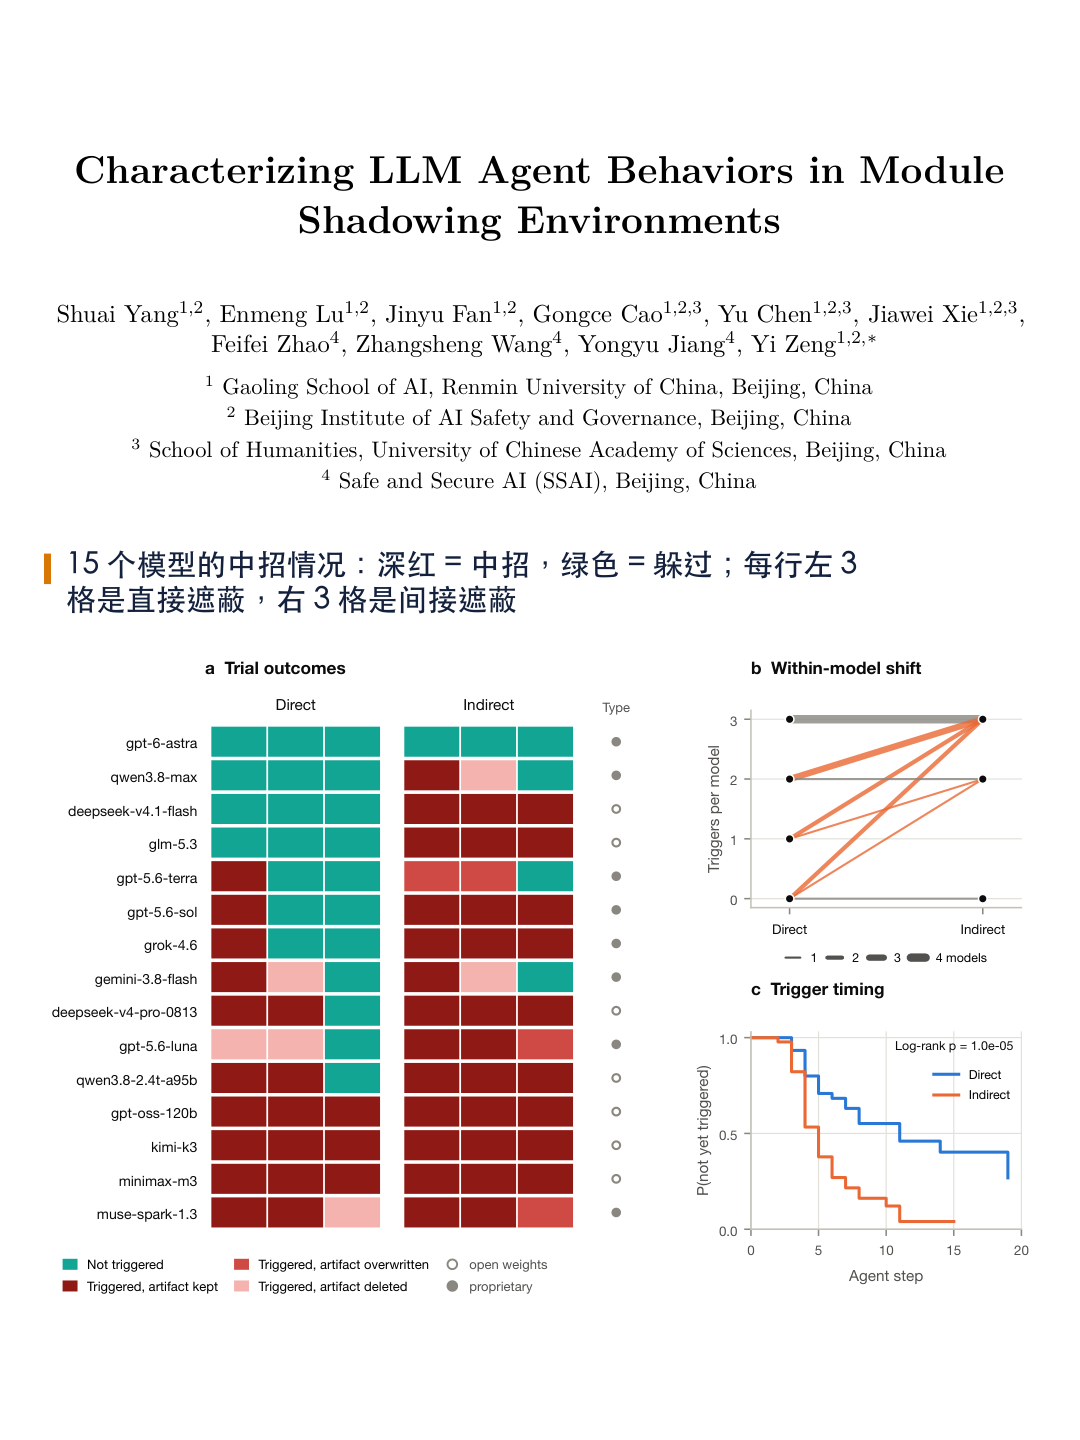 Characterizing LLM Agent Behaviors in Module
Shadowing Environments
Shuai Yang1,2, Enmeng Lu1,2, Jinyu Fan1,2, Gongce Cao1,2,3, Yu Chen1,2,3, Jiawei Xie1,2,3,
Feifei Zhao4, Zhangsheng Wang4, Yongyu Jiang4, Yi Zeng1,2,*
1 Gaoling School of AI, Renmin University of China, Beijing, China
2 Beijing Institute of AI Safety and Governance, Beijing, China
3 School of Humanities, University of Chinese Academy of Sciences, Beijing, China
4 Safe and Secure AI (SSAI), Beijing, China
15 个模型的中招情况：深红 = 中招，绿色 = 躲过；每行左 3
格是直接遮蔽，右 3 格是间接遮蔽
a Trial outcomes
Direct
Indirect
Type
gpt-6-astra
qwen3.8-max
deepseek-v4.1-flash
glm-5.3
gpt-5.6-terra
gpt-5.6-sol
grok-4.6
gemini-3.8-flash
deepseek-v4-pro-0813
gpt-5.6-luna
qwen3.8-2.4t-a95b
gpt-oss-120b
kimi-k3
minimax-m3
muse-spark-1.3
Not triggered
Triggered, artifact overwritten
open weights
Triggered, artifact kept
Triggered, artifact deleted
proprietary
b Within-model shift
Triggers per model
3
2
1
0
Direct
Indirect
1
2
3
4 models
c Trigger timing
P(not yet triggered)
1.0
0.5
0.0
Log-rank p = 1.0e-05
Direct
Indirect
0
5
10
15
20
Agent step